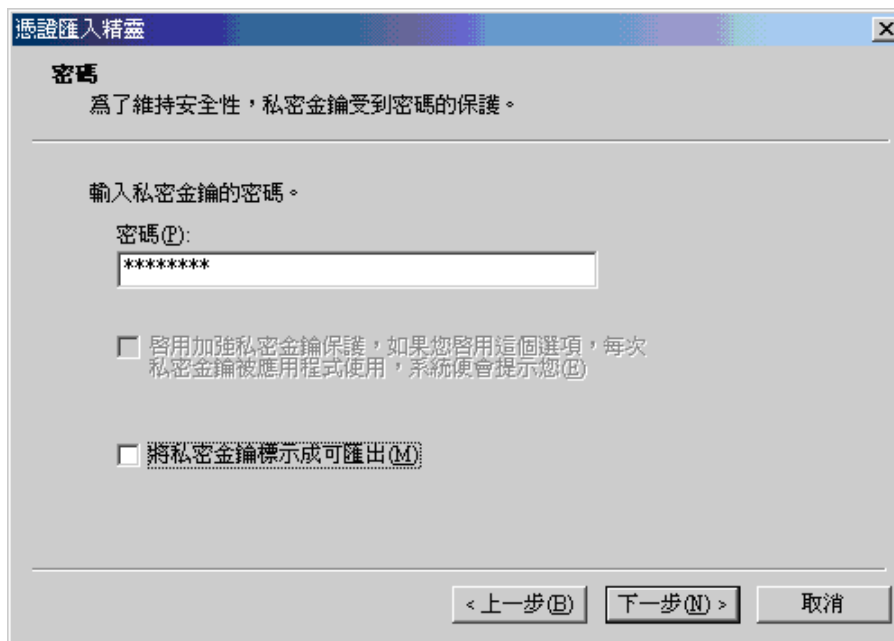 憑證匯入精靈
密碼
為了維持安全性，私密金鑰受到密碼的保護。
輸入私密金鑰的密碼。
密碼(P):
********
啟用加強私密金鑰保護，如果您啟用這個選項，每次
私密金鑰被應用程式使用，系統便會提示您(E)
將私密金鑰標示成可匯出(M)
<上一步(B)
下一步(N) >
取消